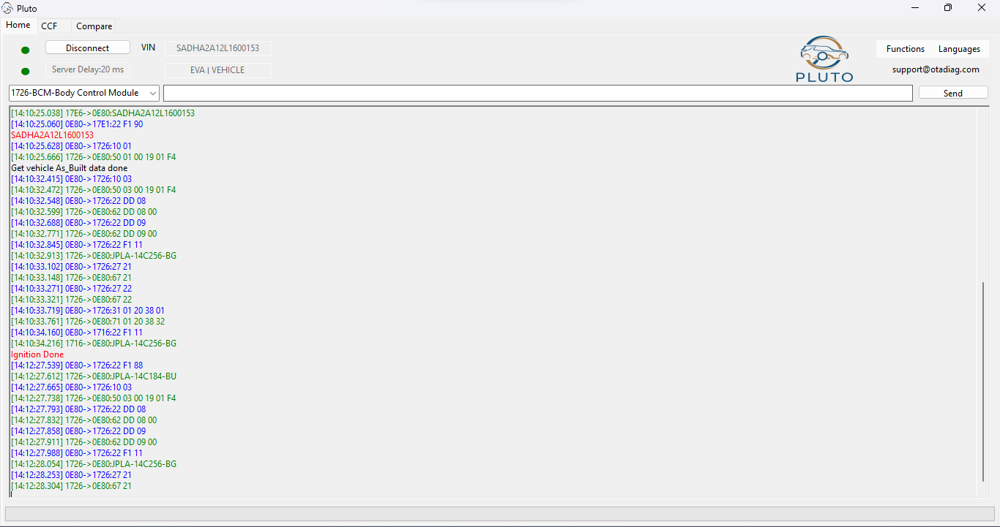 Pluto
Home CCF Compare
Disconnect VIN SADHA2A12L1600153 Functions Languages
Server Delay:20 ms EVA | VEHICLE PLUTO support@otadiag.com
1726-BCM-Body Control Module Send
[14:10:25.038] 17E6->0E80:SADHA2A12L1600153
[14:10:25.060] 0E80->17E1:22 F1 90
SADHA2A12L1600153
[14:10:25.628] 0E80->1726:10 01
[14:10:25.666] 1726->0E80:50 01 00 19 01 F4
Get vehicle As_Built data done
[14:10:32.415] 0E80->1726:10 03
[14:10:32.472] 1726->0E80:50 03 00 19 01 F4
[14:10:32.548] 0E80->1726:22 DD 08
[14:10:32.599] 1726->0E80:62 DD 08 00
[14:10:32.688] 0E80->1726:22 DD 09
[14:10:32.771] 1726->0E80:62 DD 09 00
[14:10:32.845] 0E80->1726:22 F1 11
[14:10:32.913] 1726->0E80:JPLA-14C256-BG
[14:10:33.102] 0E80->1726:27 21
[14:10:33.148] 1726->0E80:67 21
[14:10:33.271] 0E80->1726:27 22
[14:10:33.321] 1726->0E80:67 22
[14:10:33.719] 0E80->1726:31 01 20 38 01
[14:10:33.761] 1726->0E80:71 01 20 38 32
[14:10:34.160] 0E80->1716:22 F1 11
[14:10:34.216] 1716->0E80:JPLA-14C256-BG
Ignition Done
[14:12:27.539] 0E80->1726:22 F1 88
[14:12:27.612] 1726->0E80:JPLA-14C184-BU
[14:12:27.665] 0E80->1726:10 03
[14:12:27.738] 1726->0E80:50 03 00 19 01 F4
[14:12:27.793] 0E80->1726:22 DD 08
[14:12:27.832] 1726->0E80:62 DD 08 00
[14:12:27.858] 0E80->1726:22 DD 09
[14:12:27.911] 1726->0E80:62 DD 09 00
[14:12:27.988] 0E80->1726:22 F1 11
[14:12:28.054] 1726->0E80:JPLA-14C256-BG
[14:12:28.253] 0E80->1726:27 21
[14:12:28.304] 1726->0E80:67 21